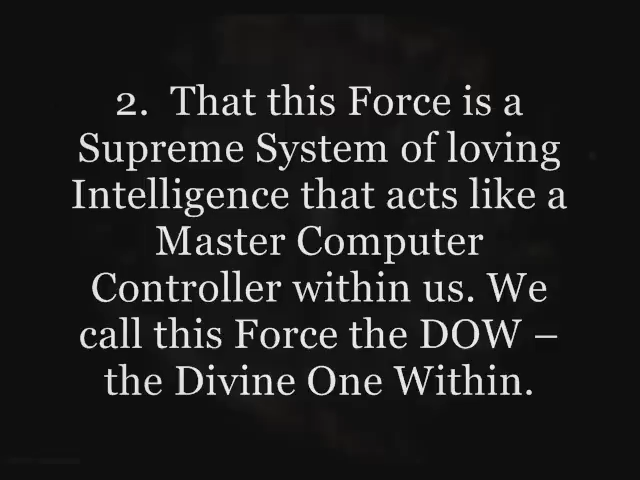 2.  That this Force is a
Supreme System of loving
Intelligence that acts like a
Master Computer
Controller within us. We
call this Force the DOW –
the Divine One Within.